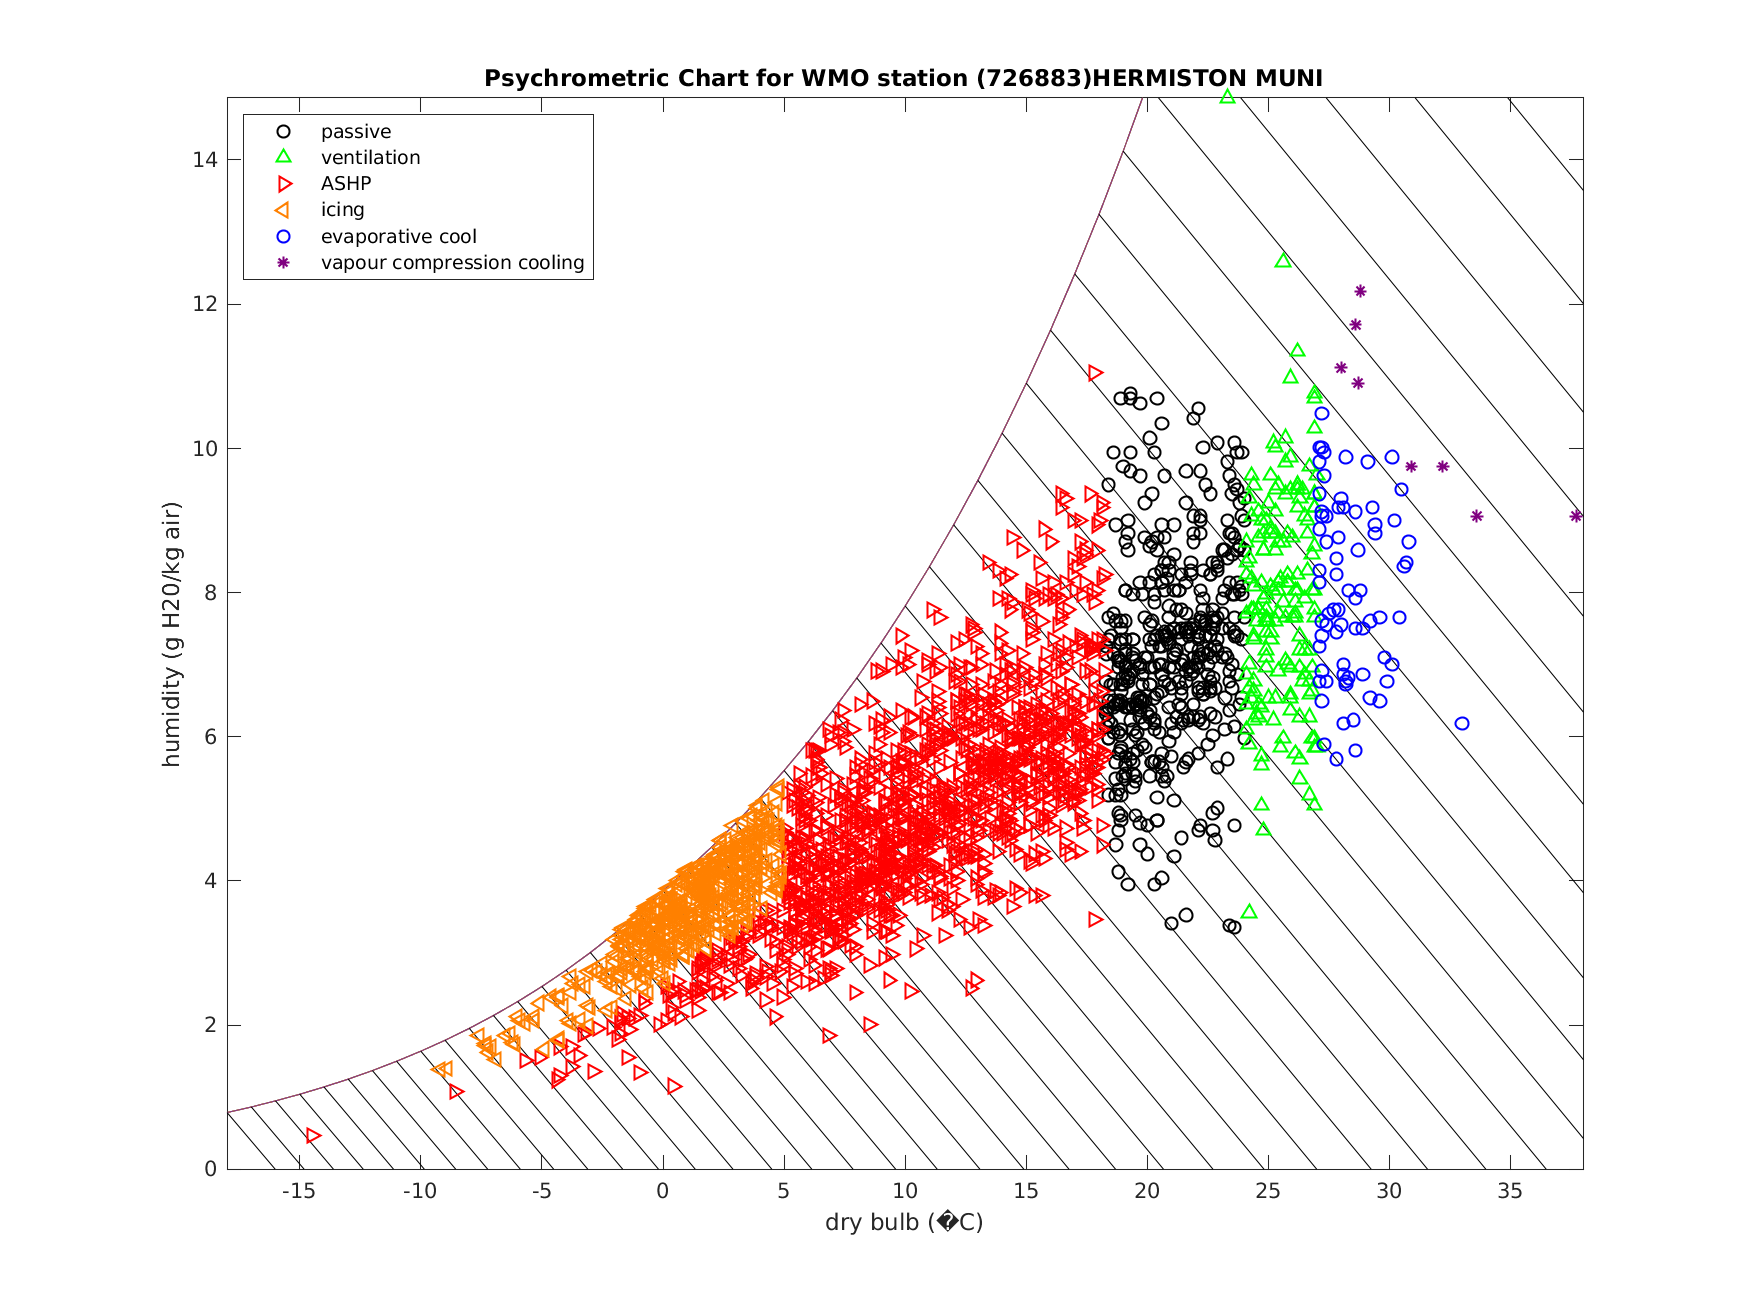 Psychrometric Chart for WMO station (726883)HERMISTON MUNI
passive
ventilation
ASHP
icing
evaporative cool
vapour compression cooling
humidity (g H20/kg air)
14
12
10
8
6
4
2
0
-15 -10 -5 0 5 10 15 20 25 30 35
dry bulb (�C)